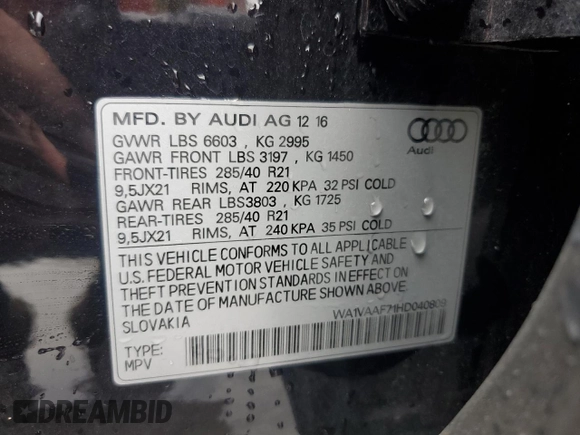 MFD. BY AUDI AG 12 16
GVWR LBS 6603 , KG 2995
GAWR FRONT LBS 3197 , KG 1450
FRONT-TIRES 285/40 R21
9,5JX21 RIMS, AT 220 KPA 32 PSI COLD
GAWR REAR LBS3803 , KG 1725
REAR-TIRES 285/40 R21
9,5JX21 RIMS, AT 240 KPA 35 PSI COLD
Audi
THIS VEHICLE CONFORMS TO ALL APPLICABLE
U.S. FEDERAL MOTOR VEHICLE SAFETY AND
THEFT PREVENTION STANDARDS IN EFFECT ON
THE DATE OF MANUFACTURE SHOWN ABOVE.
SLOVAKIA
TYPE:
MPV
DREAMBID